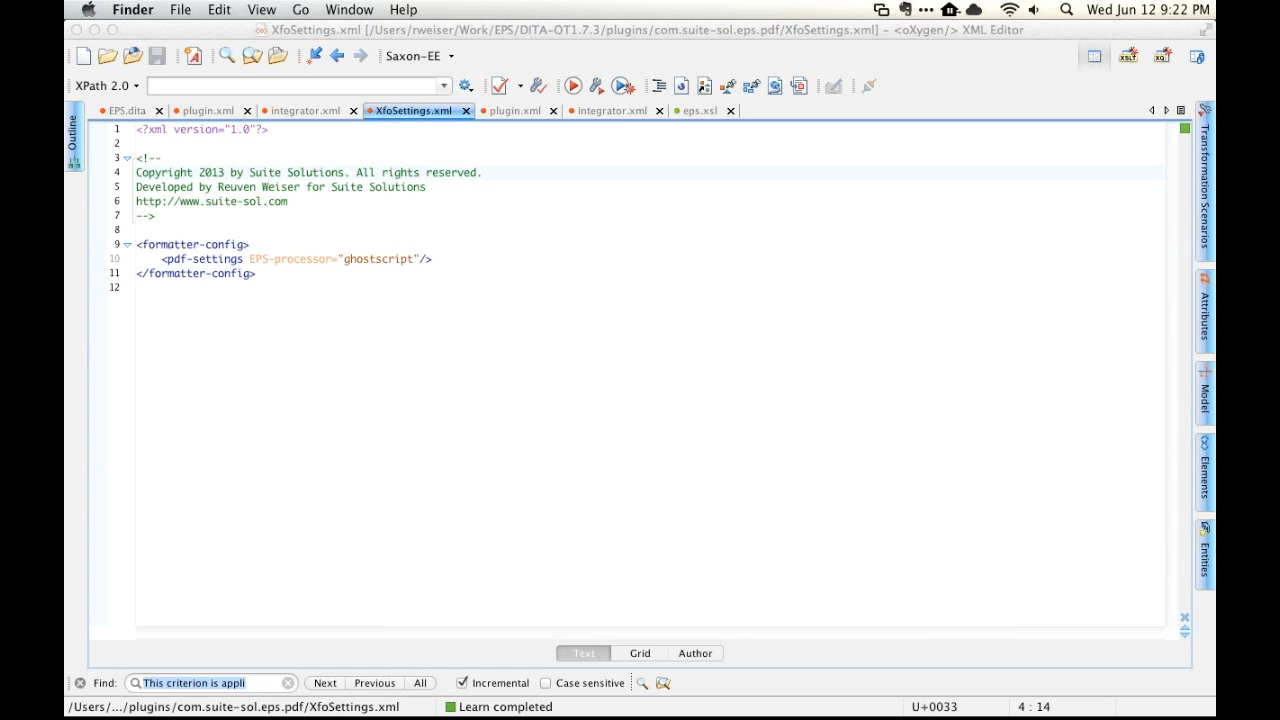 Finder File Edit View Go Window Help Wed Jun 12 9:22 PM
XfoSettings.xml [/Users/rweiser/Work/EPS/DITA-OT1.7.3/plugins/com.suite-sol.eps.pdf/XfoSettings.xml] - <oXygen/> XML Editor
Saxon-EE
XPath 2.0
EPS.dita plugin.xml integrator.xml XfoSettings.xml plugin.xml integrator.xml eps.xsl
1 <?xml version="1.0"?>
2
3 <!--
4 Copyright 2013 by Suite Solutions. All rights reserved.
5 Developed by Reuven Weiser for Suite Solutions
6 http://www.suite-sol.com
7 -->
8
9 <formatter-config>
10 <pdf-settings EPS-processor="ghostscript"/>
11 </formatter-config>
12
Outline
Transformation Scenarios
Attributes
Model
Elements
Entities
Text Grid Author
Find: This criterion is appli Next Previous All Incremental Case sensitive
/Users/.../plugins/com.suite-sol.eps.pdf/XfoSettings.xml Learn completed U+0033 4 : 14